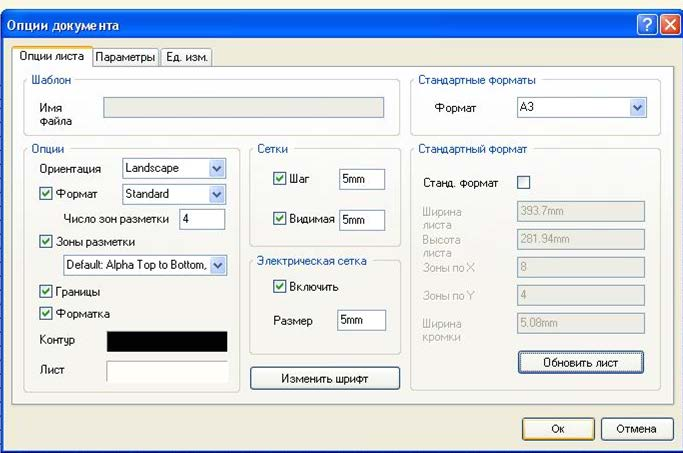 Опции документа
Опции листа
Параметры
Ед. изм.
Шаблон
Имя
файла
Стандартные форматы
Формат
A3
Опции
Ориентация
Landscape
Формат
Standard
Число зон разметки
4
Зоны разметки
Default: Alpha Top to Bottom,
Границы
Форматка
Контур
Лист
Сетки
Шаг
5mm
Видимая
5mm
Электрическая сетка
Включить
Размер
5mm
Изменить шрифт
Стандартный формат
Станд. формат
Ширина
листа
393.7mm
Высота
листа
281.94mm
Зоны по X
8
Зоны по Y
4
Ширина
кромки
5.08mm
Обновить лист
Ок
Отмена